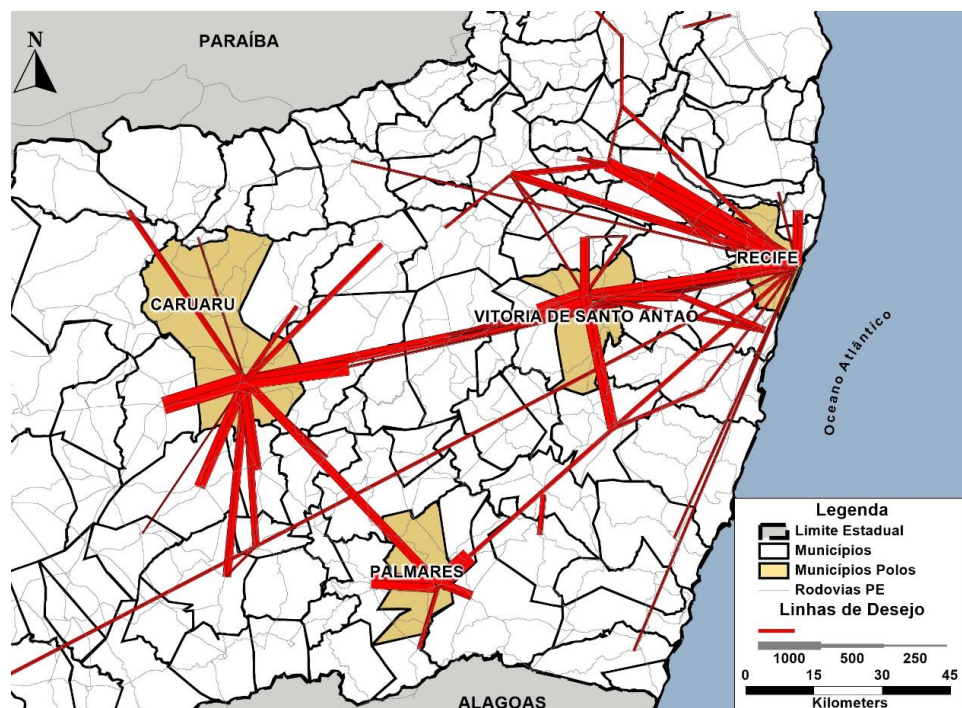 PARAÍBA
N
RECIFE
CARUARU
VITORIA DE SANTO ANTAO
Oceano Atlântico
PALMARES
ALAGOAS
Legenda
Limite Estadual
Municípios
Municípios Polos
Rodovias PE
Linhas de Desejo
1000 500 250
0 15 30 45
Kilometers